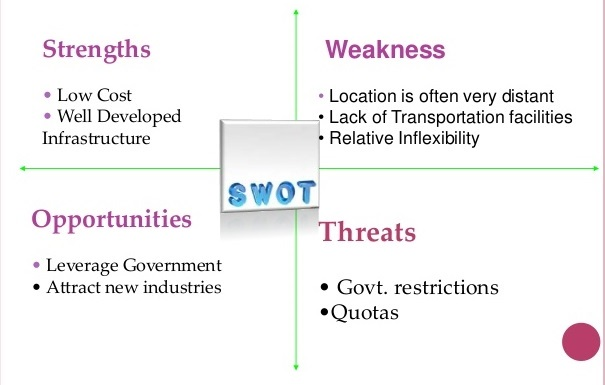 Strengths
• Low Cost
• Well Developed
Infrastructure
Weakness
• Location is often very distant
• Lack of Transportation facilities
• Relative Inflexibility
SWOT
Opportunities
• Leverage Government
• Attract new industries
Threats
• Govt. restrictions
•Quotas